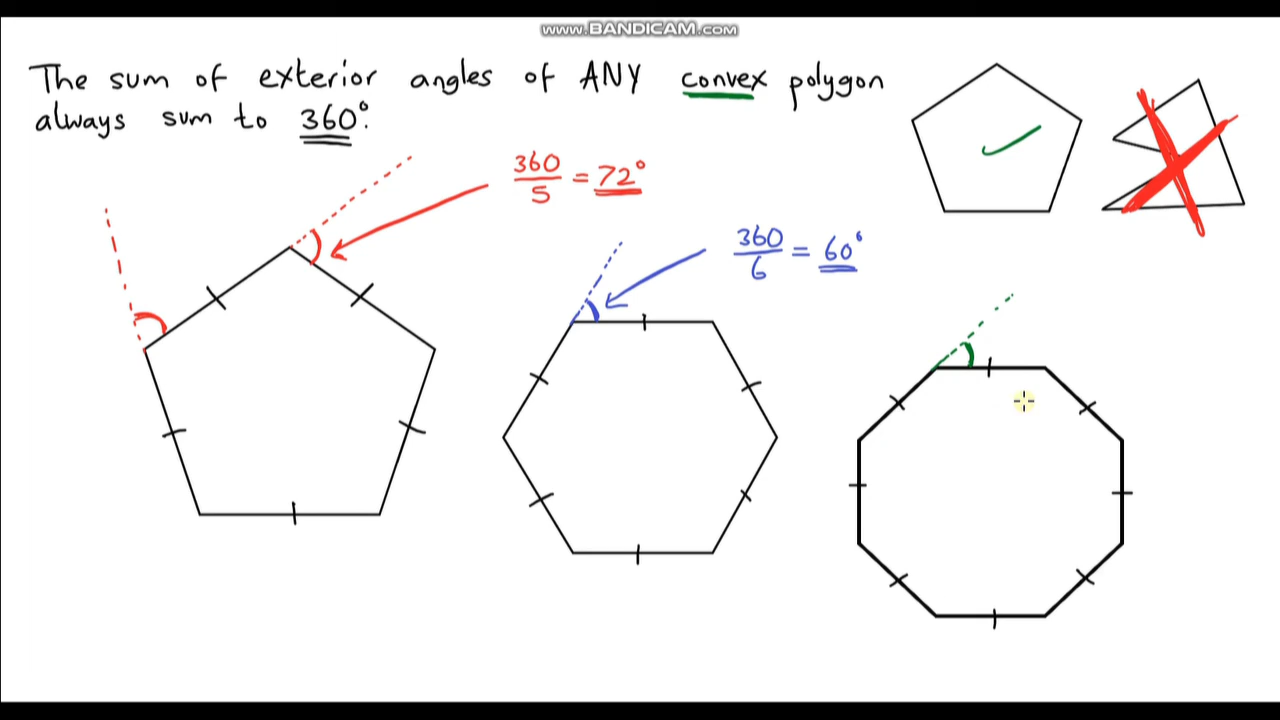 www.BANDICAM.com
The sum of exterior angles of ANY convex polygon
always sum to 360°.
360/5 = 72°
360/6 = 60°